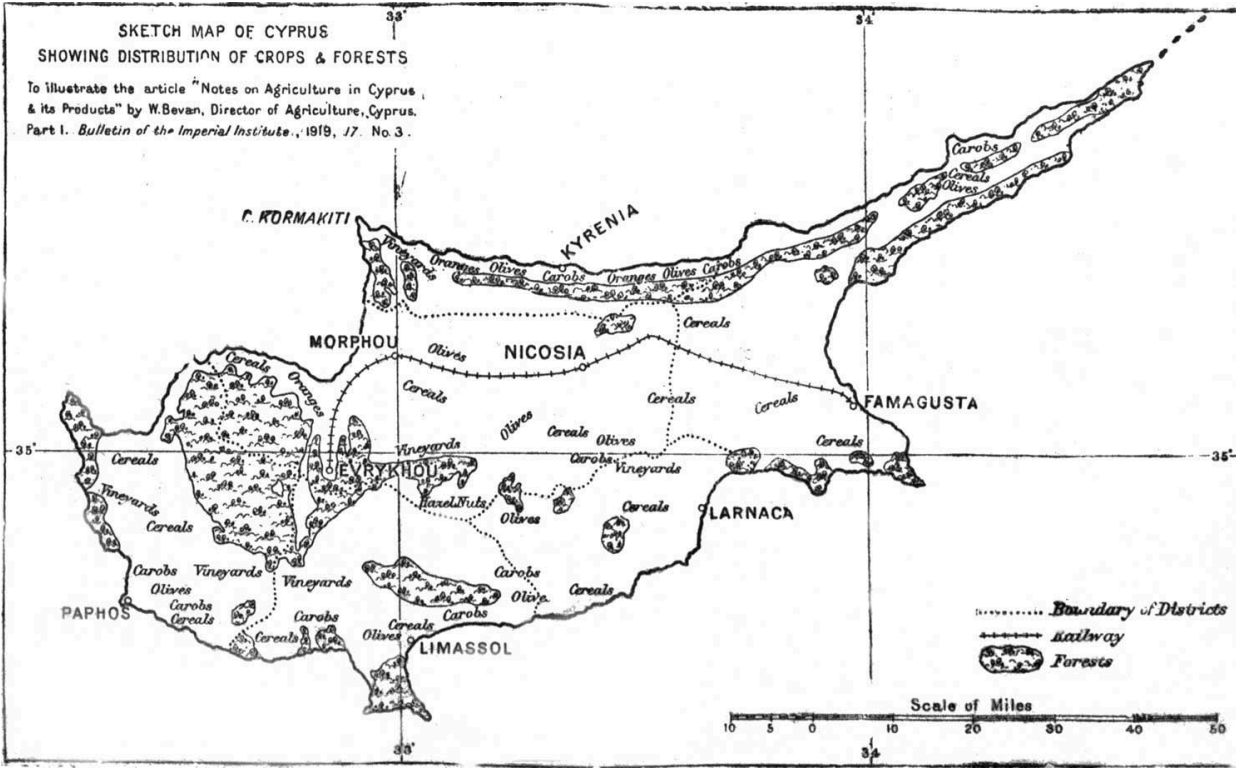 SKETCH MAP OF CYPRUS
SHOWING DISTRIBUTION OF CROPS & FORESTS
To illustrate the article "Notes on Agriculture in Cyprus
& its Products" by W. Bevan, Director of Agriculture, Cyprus.
Part I. Bulletin of the Imperial Institute, 1919, 17. No. 3.
33°
34°
C. KORMAKITI
KYRENIA
Vineyards
Oranges Olives Carobs Oranges Olives Carobs
Carobs
Cereals
Olives
MORPHOU
Olives
NICOSIA
Cereals
Cereals
Oranges
Cereals
Cereals
Cereals
FAMAGUSTA
Olives
Cereals
Olives
Carobs
Vineyards
Cereals
35°
35°
Cereals
EVRYKHOU
Vineyards
Hazel Nuts
Olives
Cereals
LARNACA
Vineyards
Cereals
Carobs
Vineyards
Vineyards
Olives
Carobs
Cereals
PAPHOS
Carobs
Olive
Cereals
Cereals
Carobs
Carobs
Cereals
Olives
LIMASSOL
Boundary of Districts
Railway
Forests
Scale of Miles
10 5 0 10 20 30 40 50
33°
34